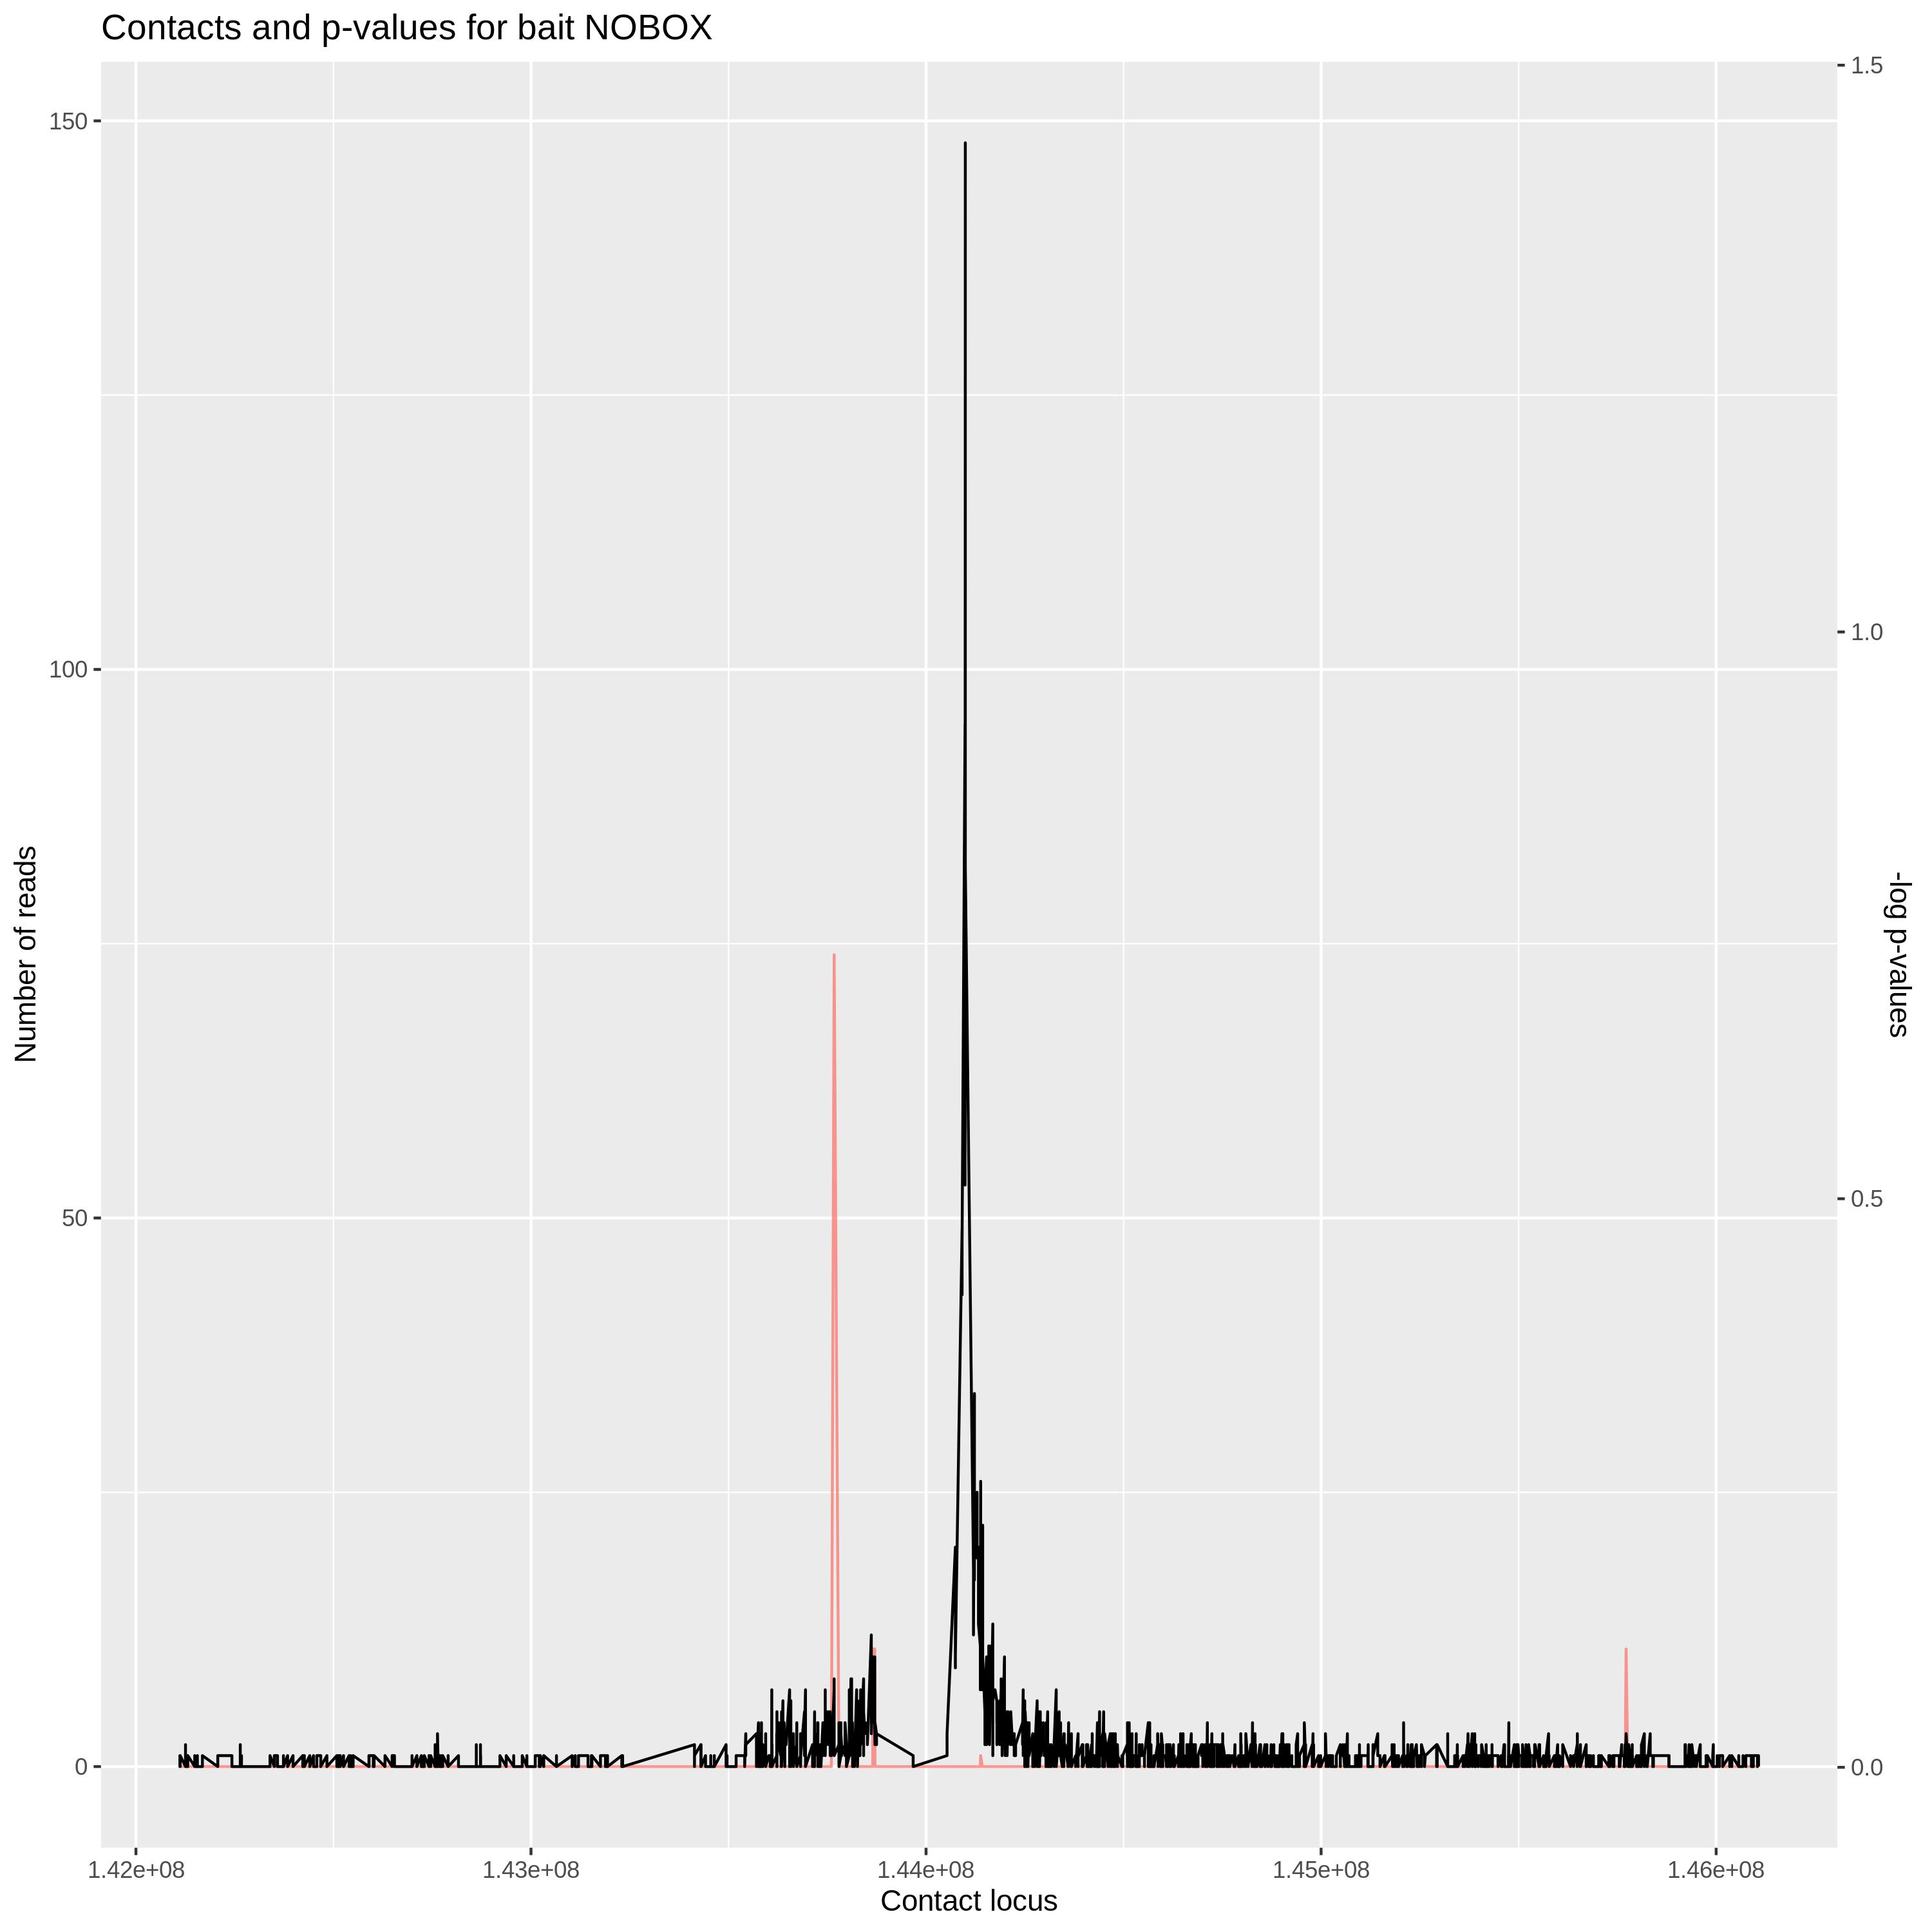 Contacts and p-values for bait NOBOX
150
100
50
0
Number of reads
1.5
1.0
0.5
0.0
-log p-values
1.42e+08
1.43e+08
1.44e+08
1.45e+08
1.46e+08
Contact locus